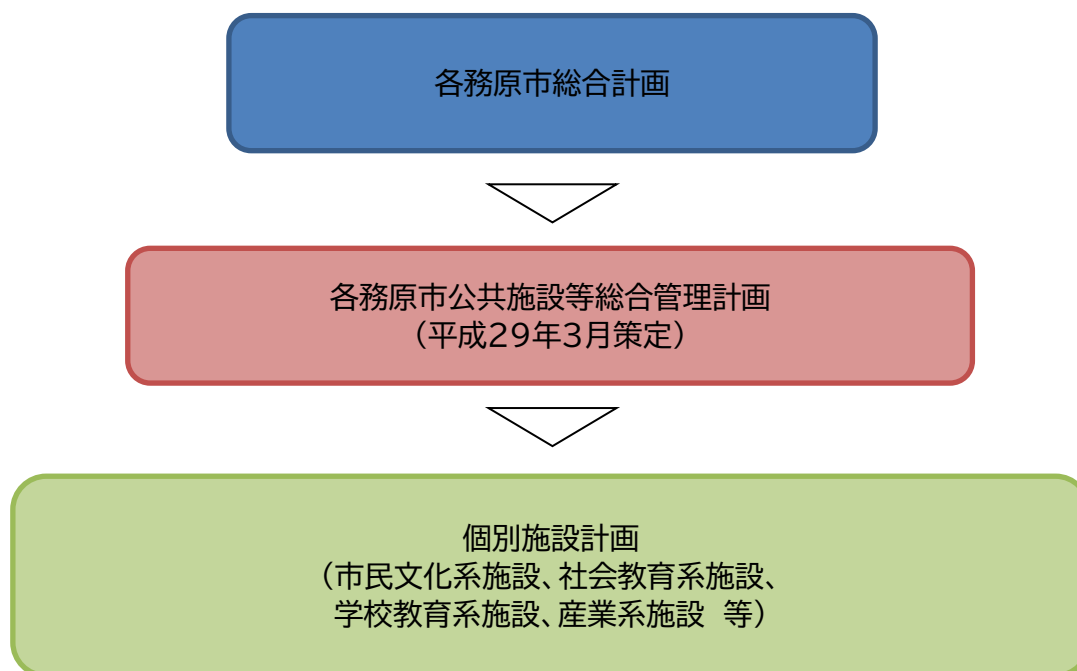 各務原市総合計画
各務原市公共施設等総合管理計画
（平成29年3月策定）
個別施設計画
（市民文化系施設、社会教育系施設、
学校教育系施設、産業系施設　等）